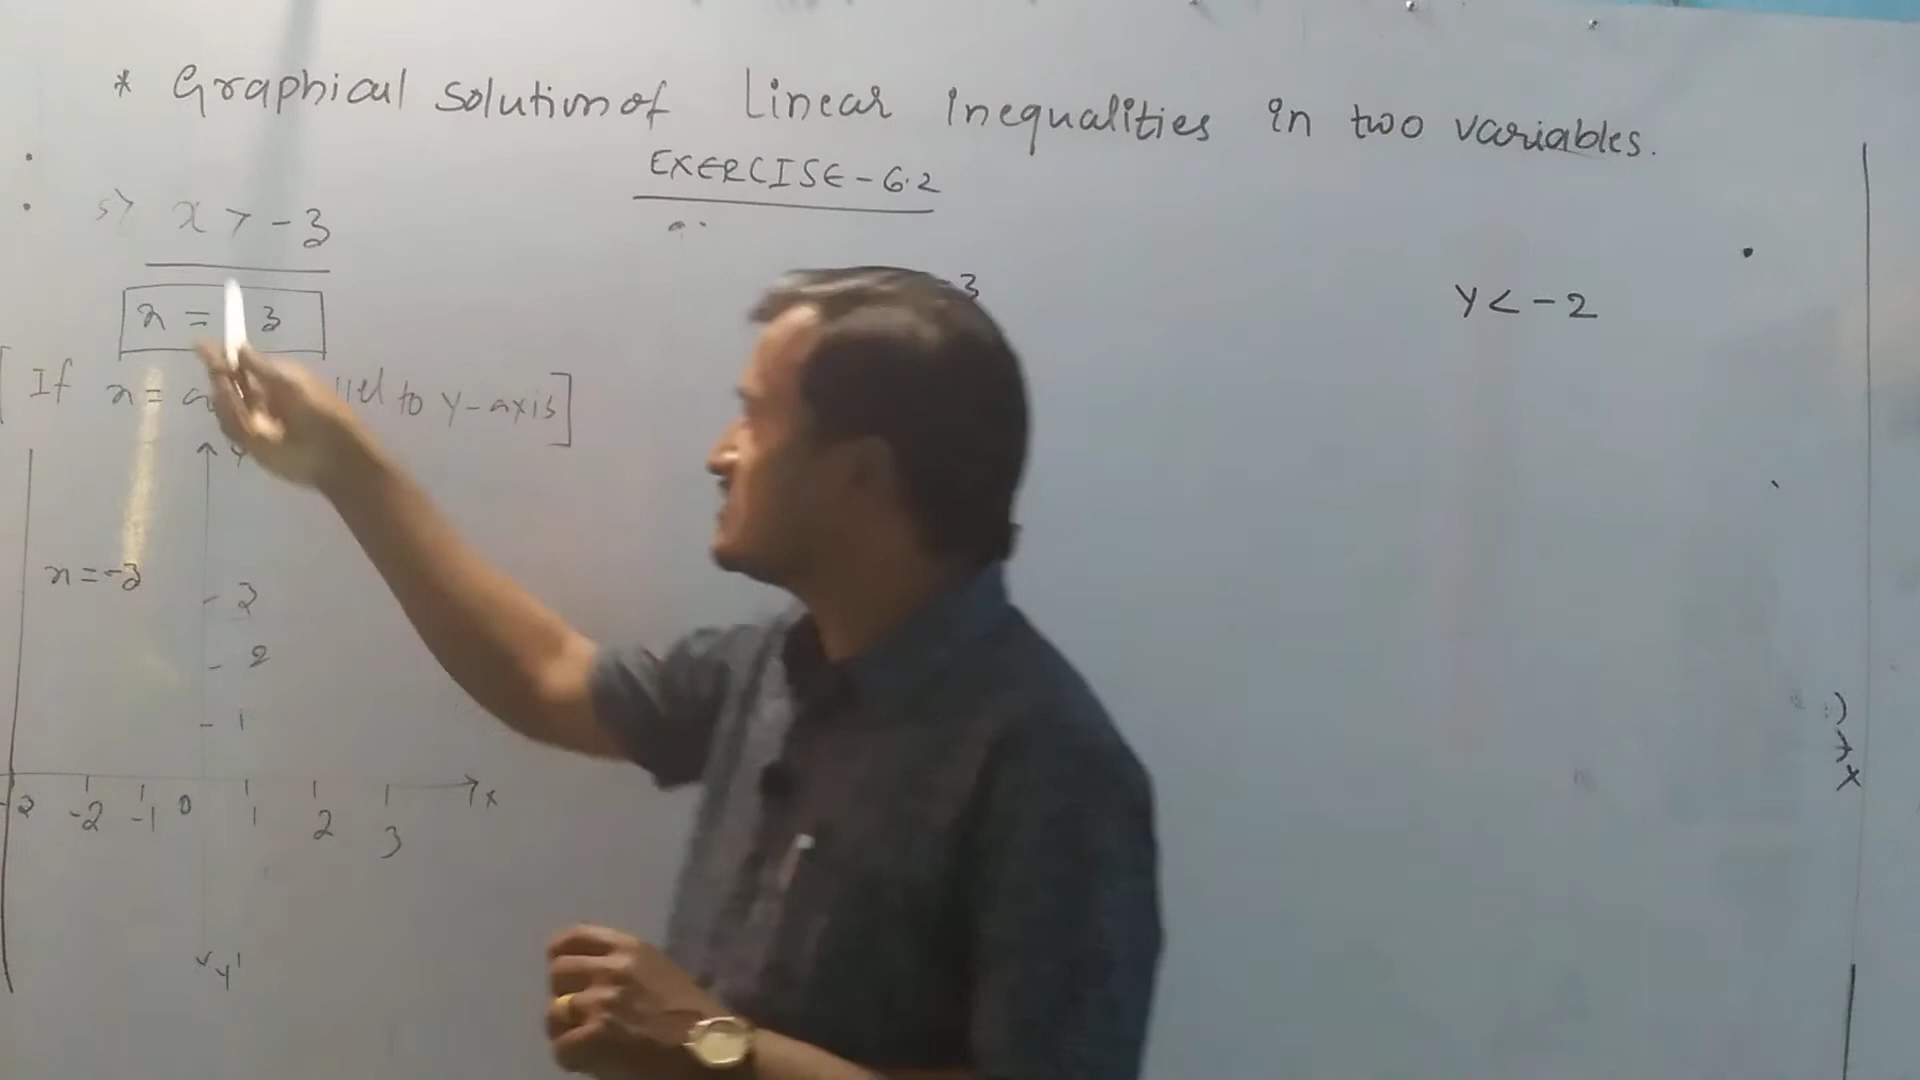 * Graphical solution of Linear inequalities in two variables.
EXERCISE-6.2
5> x > -3
x = 3
-3
y < -2
[If x = llel to y-axis]
y
x=-3
- 3
- 2
- 1
-2 -1 0 1 2 3 x
y'